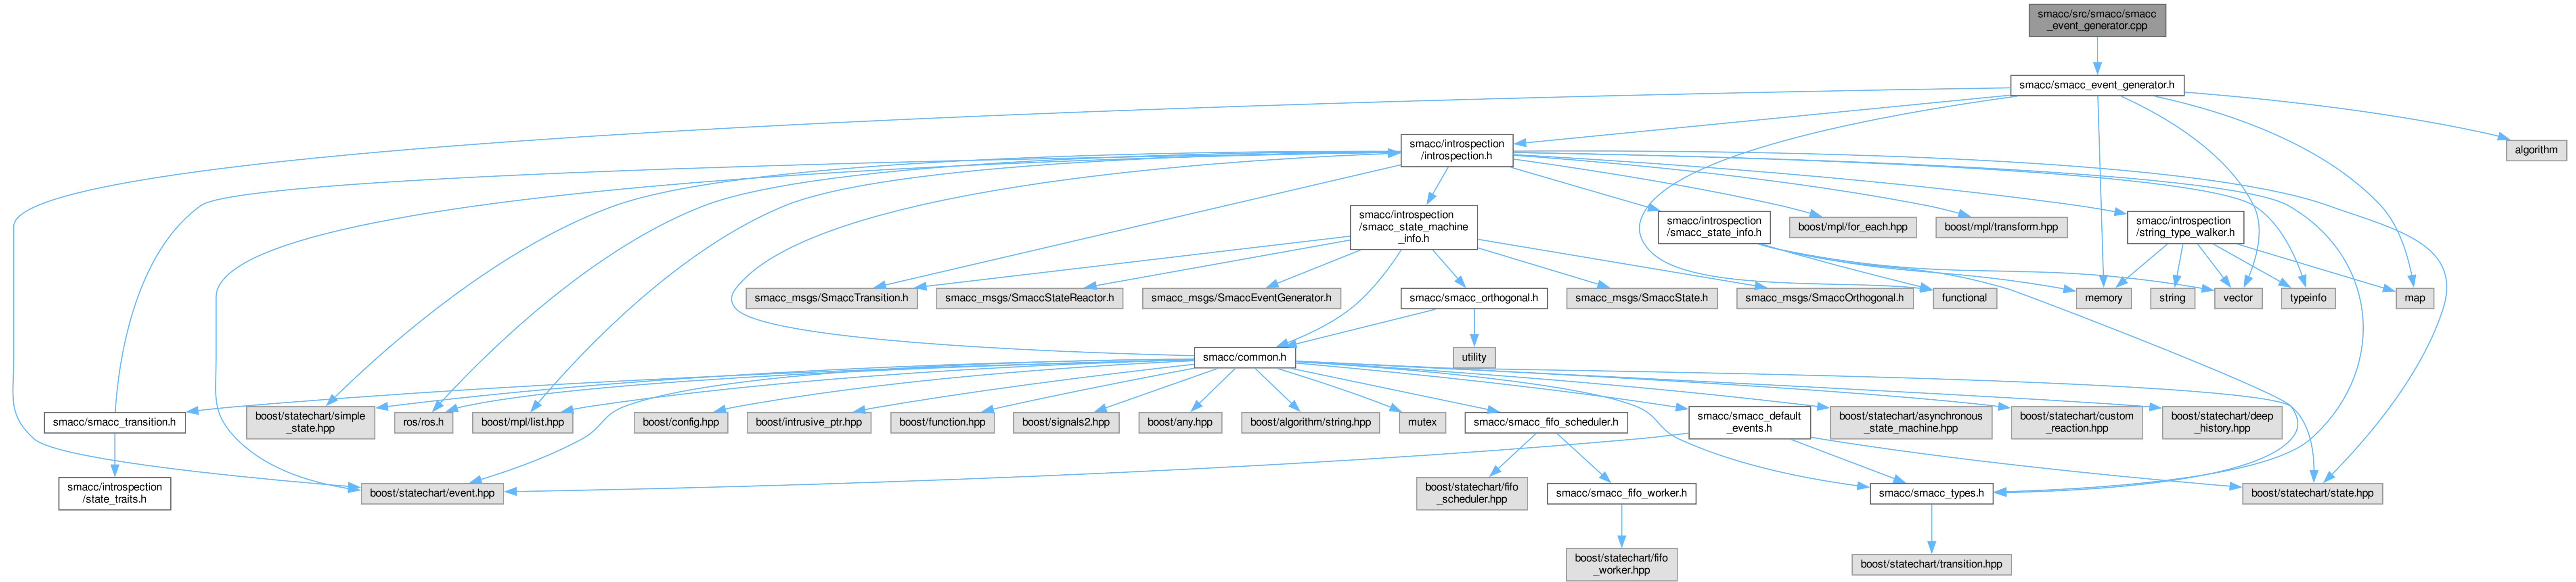 smacc/src/smacc/smacc
_event_generator.cpp
smacc/smacc_event_generator.h
smacc/introspection
/introspection.h
algorithm
smacc/introspection
/smacc_state_machine
_info.h
smacc/introspection
/smacc_state_info.h
boost/mpl/for_each.hpp
boost/mpl/transform.hpp
smacc/introspection
/string_type_walker.h
smacc_msgs/SmaccTransition.h
smacc_msgs/SmaccStateReactor.h
smacc_msgs/SmaccEventGenerator.h
smacc/smacc_orthogonal.h
smacc_msgs/SmaccState.h
smacc_msgs/SmaccOrthogonal.h
functional
memory
string
vector
typeinfo
map
smacc/common.h
utility
smacc/smacc_transition.h
boost/statechart/simple
_state.hpp
ros/ros.h
boost/mpl/list.hpp
boost/config.hpp
boost/intrusive_ptr.hpp
boost/function.hpp
boost/signals2.hpp
boost/any.hpp
boost/algorithm/string.hpp
mutex
smacc/smacc_fifo_scheduler.h
smacc/smacc_default
_events.h
boost/statechart/asynchronous
_state_machine.hpp
boost/statechart/custom
_reaction.hpp
boost/statechart/deep
_history.hpp
smacc/introspection
/state_traits.h
boost/statechart/event.hpp
boost/statechart/fifo
_scheduler.hpp
smacc/smacc_fifo_worker.h
smacc/smacc_types.h
boost/statechart/state.hpp
boost/statechart/fifo
_worker.hpp
boost/statechart/transition.hpp